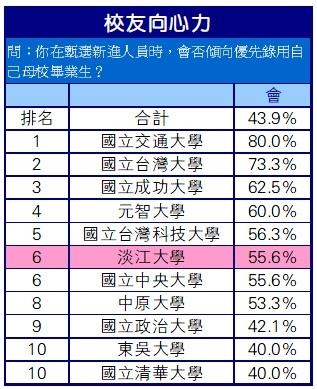 校友向心力
問：你在甄選新進人員時，會否傾向優先錄用自
己母校畢業生？
會
排名 合計 43.9%
1 國立交通大學 80.0%
2 國立台灣大學 73.3%
3 國立成功大學 62.5%
4 元智大學 60.0%
5 國立台灣科技大學 56.3%
6 淡江大學 55.6%
6 國立中央大學 55.6%
8 中原大學 53.3%
9 國立政治大學 42.1%
10 東吳大學 40.0%
10 國立清華大學 40.0%